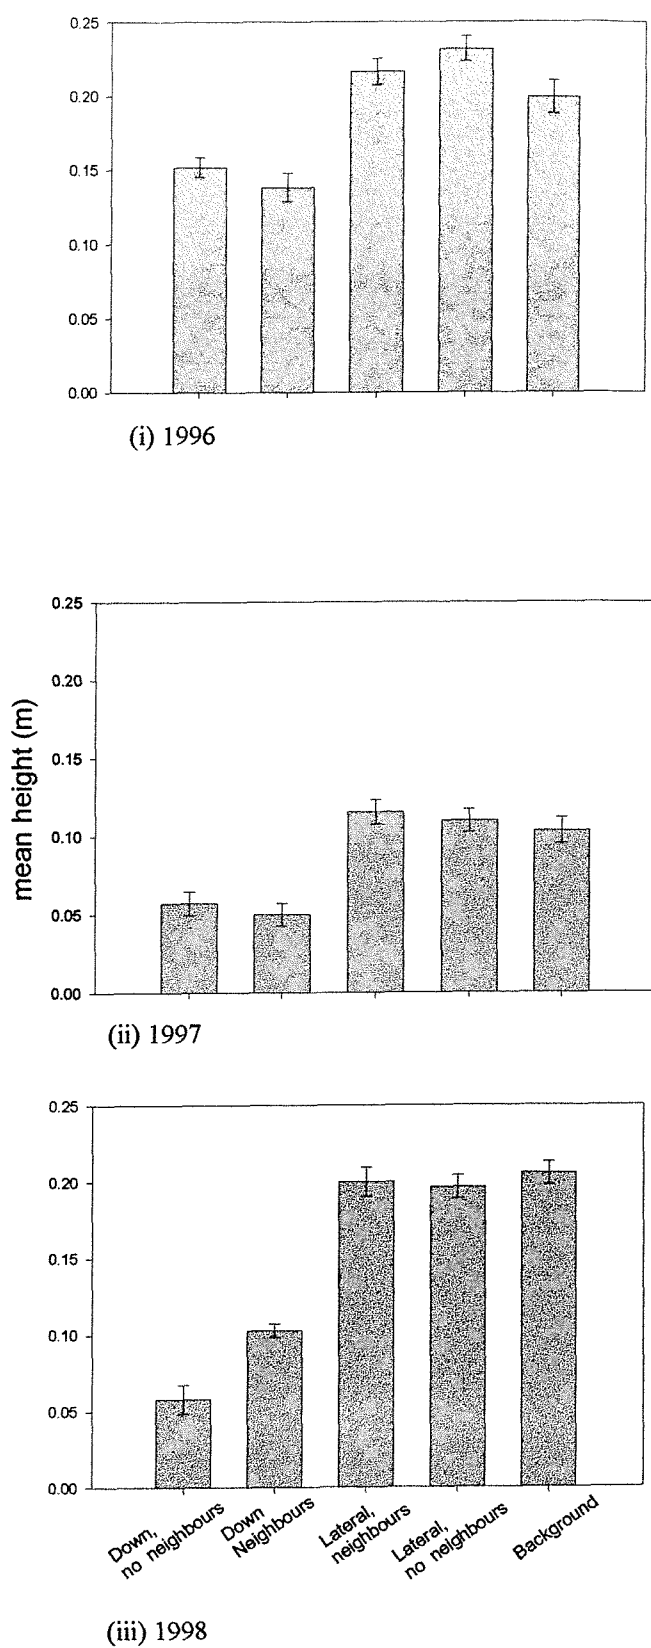 0.25
0.20
0.15
0.10
0.05
0.00
(i) 1996
mean height (m)
0.25
0.20
0.15
0.10
0.05
0.00
(ii) 1997
0.25
0.20
0.15
0.10
0.05
0.00
Down,
no neighbours
Down
Neighbours
Lateral,
neighbours
Lateral,
no neighbours
Background
(iii) 1998